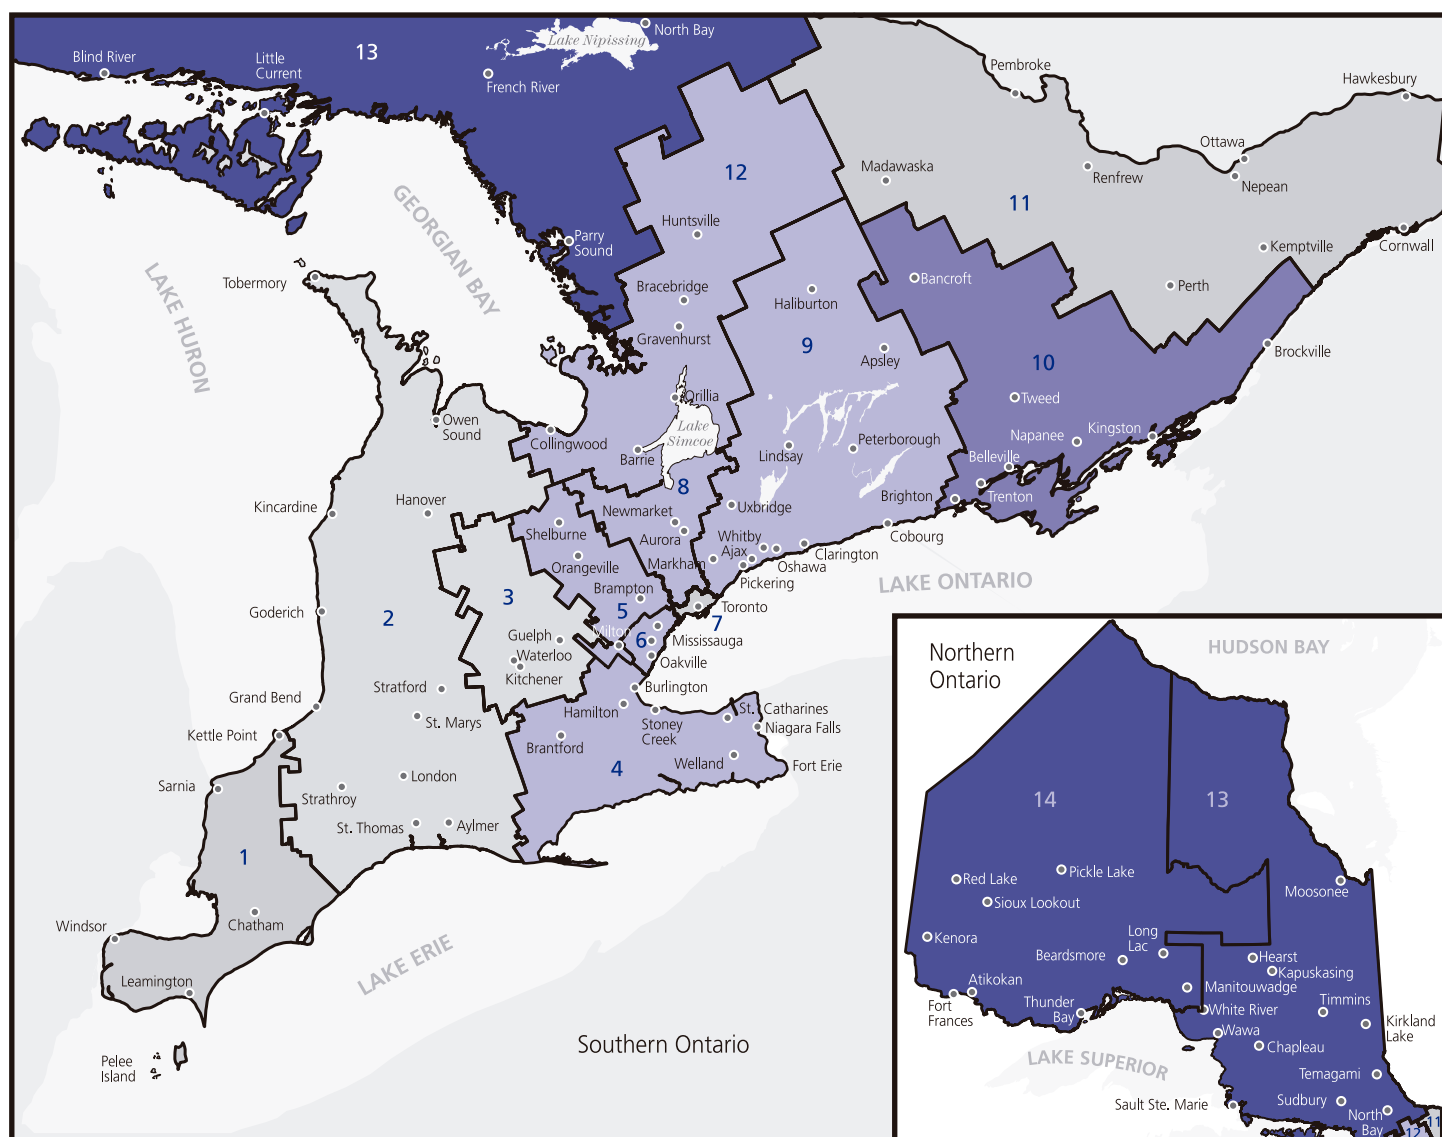 13
Lake Nipissing
North Bay
Blind River
Little
Current
French River
Pembroke
Hawkesbury
12
Madawaska
Ottawa
Renfrew
Nepean
11
GEORGIAN BAY
Huntsville
Parry
Sound
Kemptville
Cornwall
LAKE HURON
Tobermory
Bancroft
Perth
Bracebridge
Haliburton
Gravenhurst
9
Apsley
10
Brockville
Orillia
Tweed
Owen
Sound
Lake
Simcoe
Collingwood
Barrie
Lindsay
Peterborough
Napanee
Kingston
Belleville
8
Kincardine
Hanover
Brighton
Trenton
Newmarket
Uxbridge
Shelburne
Aurora
Whitby
Ajax
Cobourg
Clarington
Orangeville
Markham
Oshawa
Pickering
LAKE ONTARIO
Brampton
3
5
Toronto
Goderich
2
7
Guelph
Milton
6
Mississauga
Waterloo
Oakville
Kitchener
Stratford
Burlington
Grand Bend
Hamilton
St. Catharines
St. Marys
Stoney
Creek
Niagara Falls
Kettle Point
Brantford
4
Welland
Fort Erie
London
Sarnia
Strathroy
St. Thomas
Aylmer
1
Chatham
Windsor
LAKE ERIE
Leamington
Pelee
Island
Southern Ontario
Northern
Ontario
HUDSON BAY
14
13
Pickle Lake
Red Lake
Moosonee
Sioux Lookout
Kenora
Long
Lac
Beardsmore
Hearst
Kapuskasing
Atikokan
Manitouwadge
Fort
Frances
Thunder
Bay
White River
Timmins
Kirkland
Lake
Wawa
Chapleau
LAKE SUPERIOR
Temagami
Sault Ste. Marie
Sudbury
North
Bay
11
12